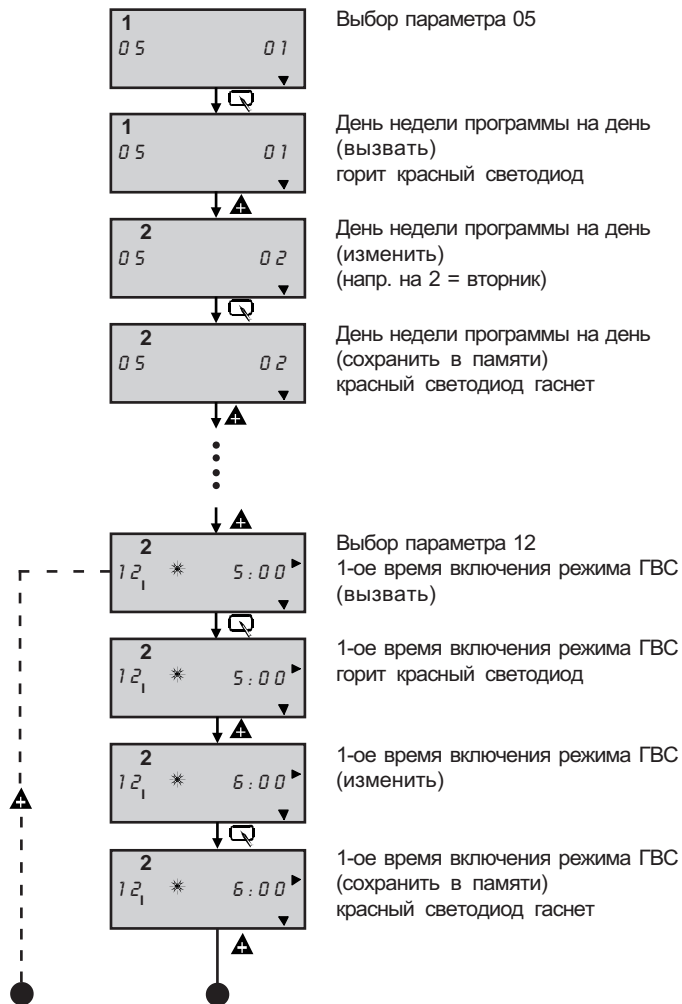 1
05 01
Выбор параметра 05
1
05 01
День недели программы на день
(вызвать)
горит красный светодиод
2
05 02
День недели программы на день
(изменить)
(напр. на 2 = вторник)
2
05 02
День недели программы на день
(сохранить в памяти)
красный светодиод гаснет
2
12 5:00
Выбор параметра 12
1-ое время включения режима ГВС
(вызвать)
2
12 5:00
1-ое время включения режима ГВС
горит красный светодиод
2
12 6:00
1-ое время включения режима ГВС
(изменить)
2
12 6:00
1-ое время включения режима ГВС
(сохранить в памяти)
красный светодиод гаснет